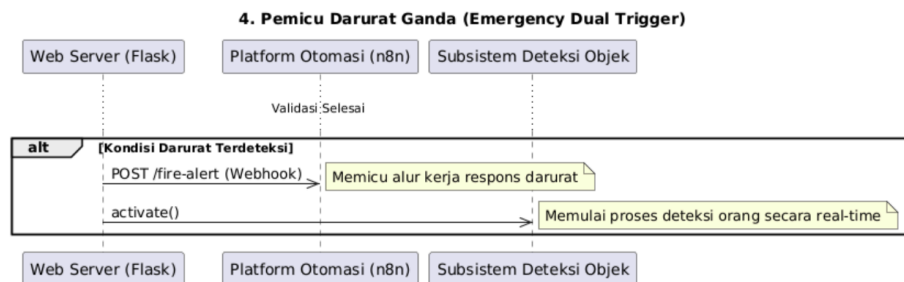 4. Pemicu Darurat Ganda (Emergency Dual Trigger)
Web Server (Flask)
Platform Otomasi (n8n)
Subsistem Deteksi Objek
Validasi Selesai
alt
[Kondisi Darurat Terdeteksi]
POST /fire-alert (Webhook)
Memicu alur kerja respons darurat
activate()
Memulai proses deteksi orang secara real-time
Web Server (Flask)
Platform Otomasi (n8n)
Subsistem Deteksi Objek